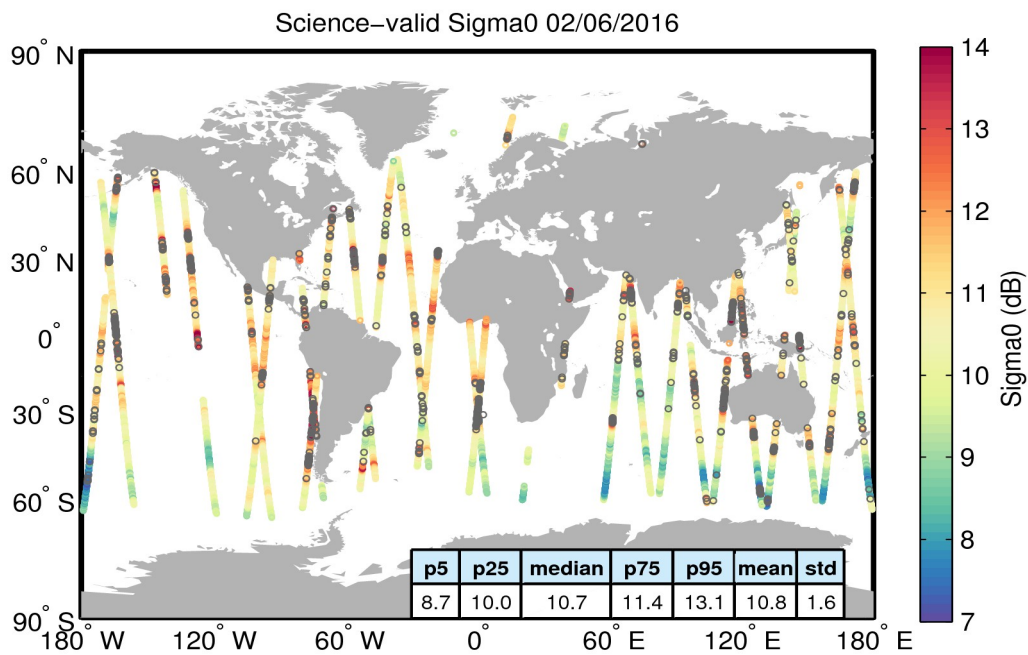 Science−valid Sigma0 02/06/2016
90° N
60° N
30° N
0°
30° S
60° S
90° S
180° W
120° W
60° W
0°
60° E
120° E
180° E
14
13
12
11
10
9
8
7
Sigma0 (dB)
p5 p25 median p75 p95 mean std
8.7 10.0 10.7 11.4 13.1 10.8 1.6